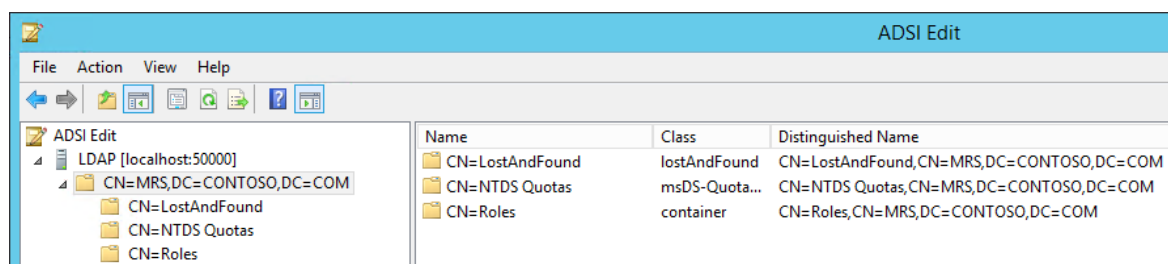 ADSI Edit
File Action View Help
ADSI Edit
LDAP [localhost:50000]
CN=MRS,DC=CONTOSO,DC=COM
CN=LostAndFound
CN=NTDS Quotas
CN=Roles
Name Class Distinguished Name
CN=LostAndFound lostAndFound CN=LostAndFound,CN=MRS,DC=CONTOSO,DC=COM
CN=NTDS Quotas msDS-Quota... CN=NTDS Quotas,CN=MRS,DC=CONTOSO,DC=COM
CN=Roles container CN=Roles,CN=MRS,DC=CONTOSO,DC=COM